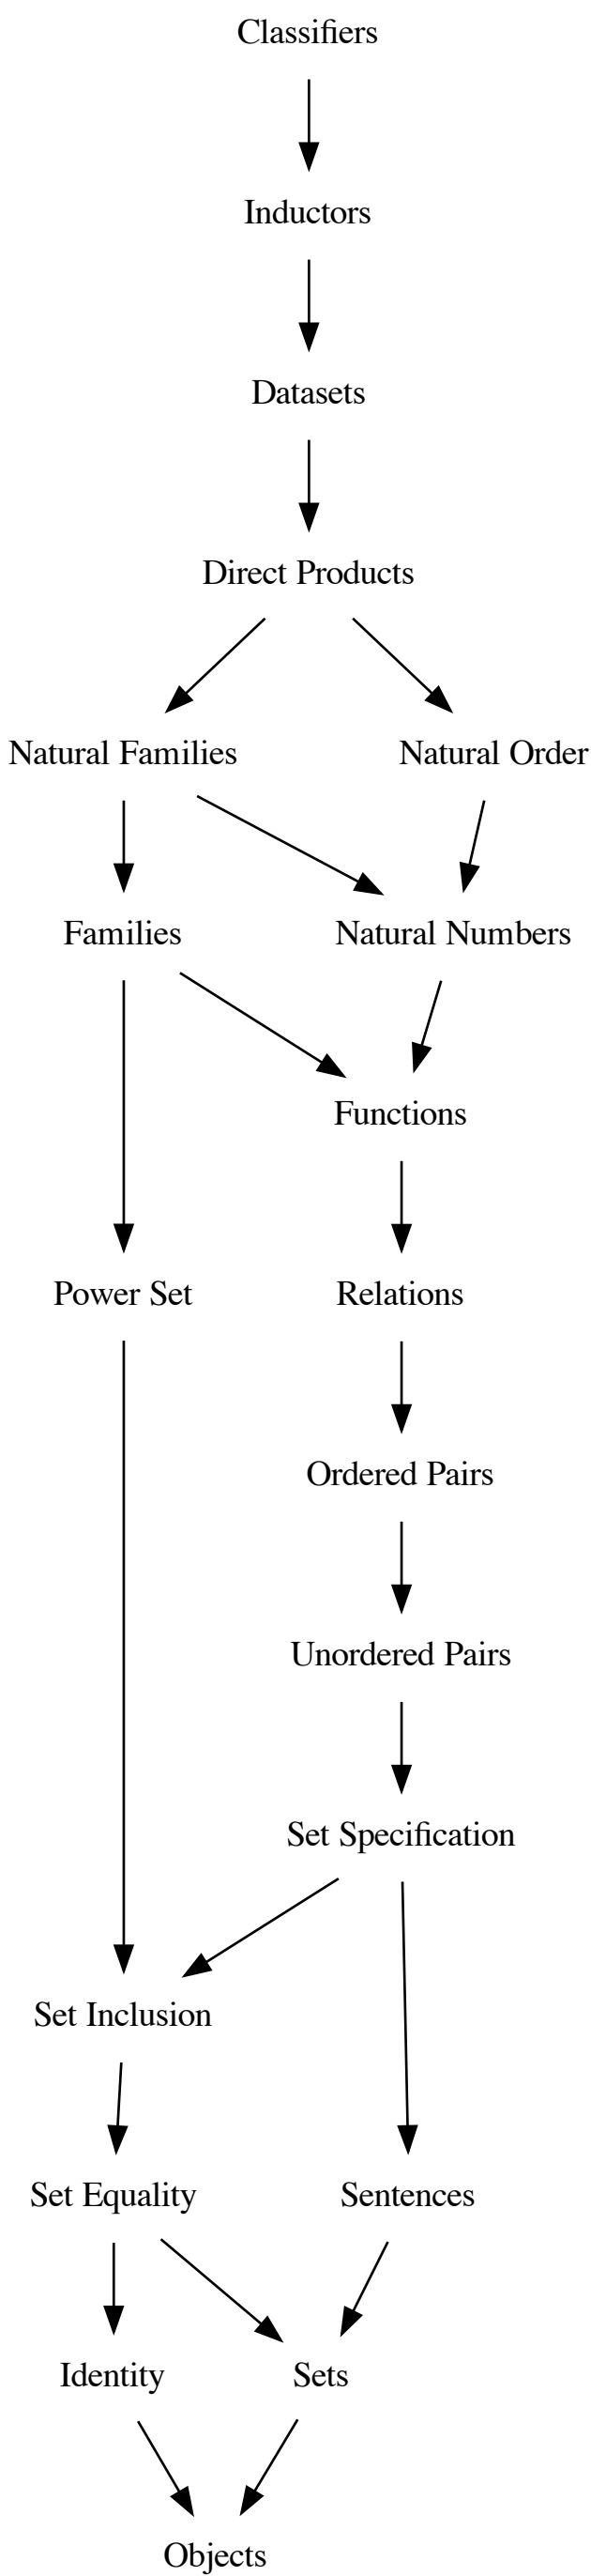 Classifiers
Inductors
Datasets
Direct Products
Natural Families
Natural Order
Families
Natural Numbers
Functions
Power Set
Relations
Ordered Pairs
Unordered Pairs
Set Specification
Set Inclusion
Set Equality
Sentences
Identity
Sets
Objects